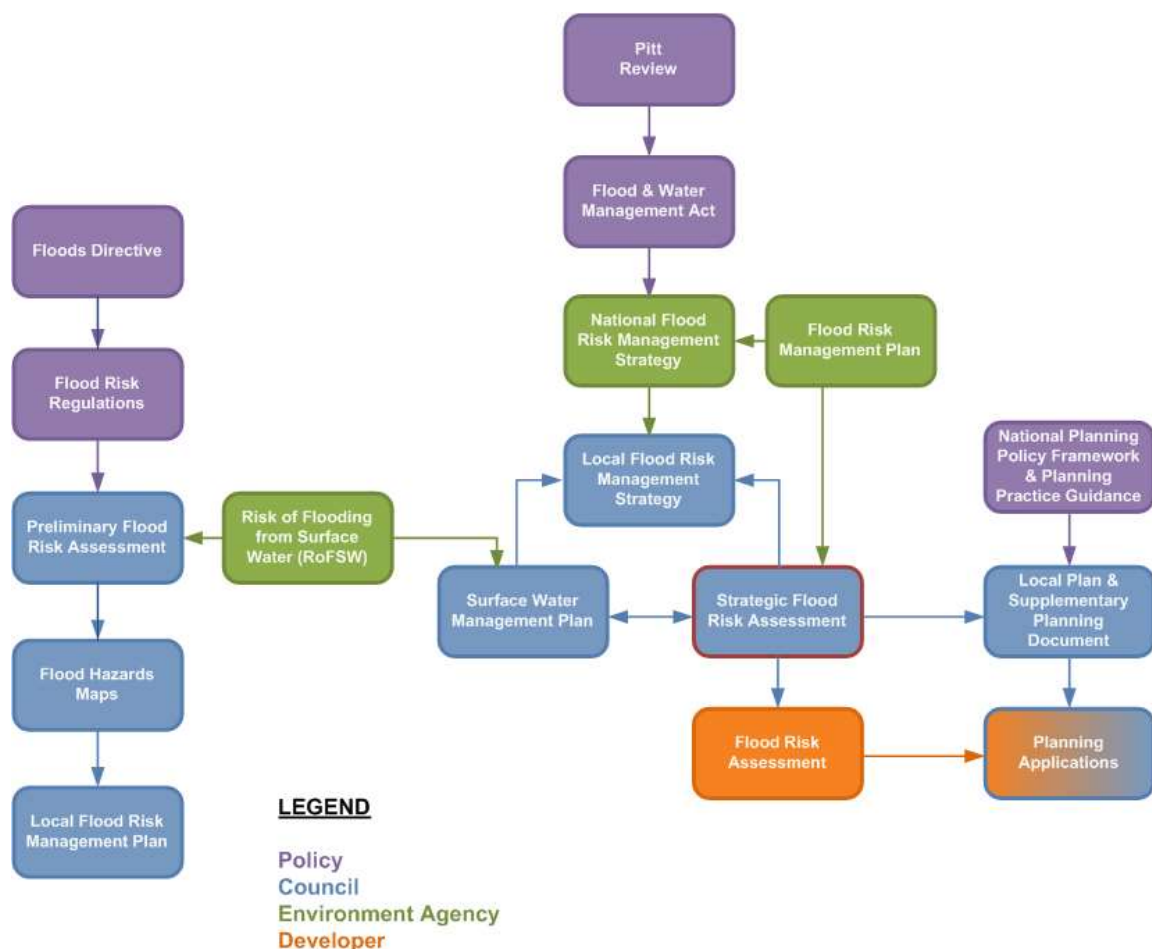 Pitt
Review
Flood & Water
Management Act
Floods Directive
National Flood
Risk Management
Strategy
Flood Risk
Management Plan
Flood Risk
Regulations
Local Flood Risk
Management
Strategy
National Planning
Policy Framework
& Planning
Practice Guidance
Preliminary Flood
Risk Assessment
Risk of Flooding
from Surface
Water (RoFSW)
Surface Water
Management Plan
Strategic Flood
Risk Assessment
Local Plan &
Supplementary
Planning
Document
Flood Hazards
Maps
Flood Risk
Assessment
Planning
Applications
Local Flood Risk
Management Plan
LEGEND
Policy
Council
Environment Agency
Developer